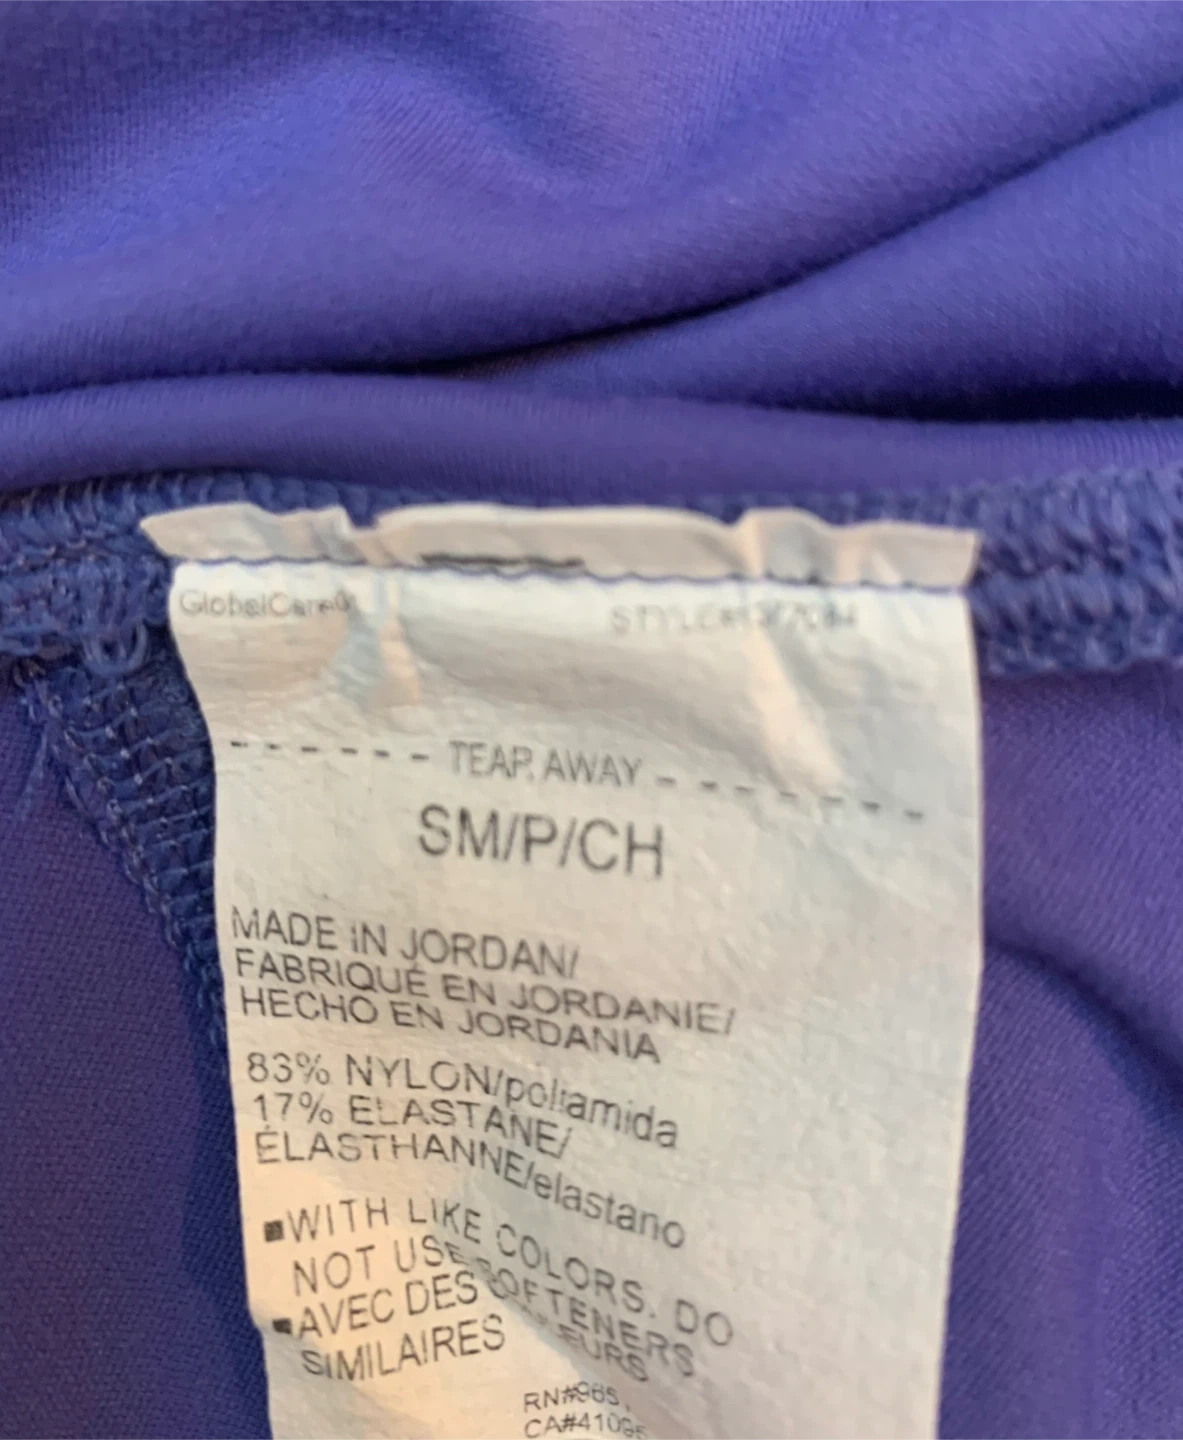 TEAR AWAY
SM/P/CH
MADE IN JORDAN/
FABRIQUÉ EN JORDANIE/
HECHO EN JORDANIA
83% NYLON/poliamida
17% ELASTANE/
ÉLASTHANNE/elastano
WITH LIKE COLORS. DO
NOT USE SOFTENERS
AVEC DES
SIMILAIRES